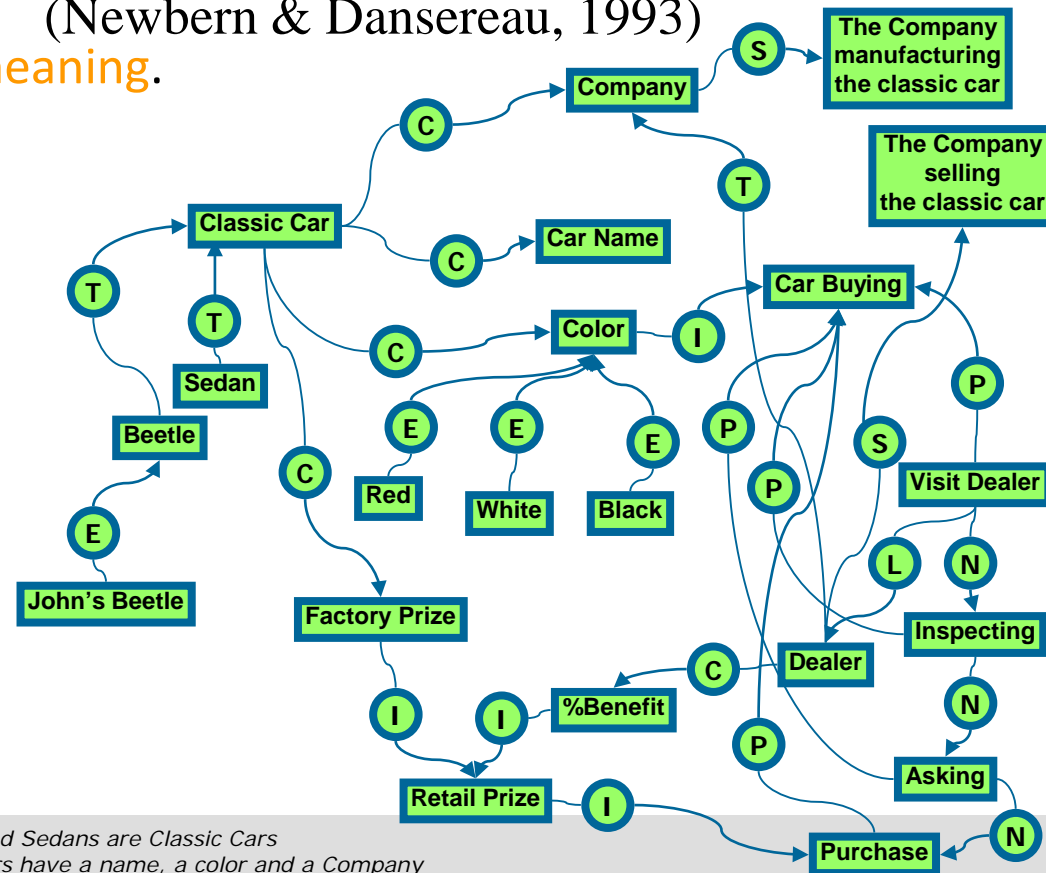 (Newbern & Dansereau, 1993)
meaning.
S
The Company
manufacturing
the classic car
Company
C
The Company
selling
the classic car
T
Classic Car
C
Car Name
T
T
Car Buying
C
Color
I
Sedan
P
Beetle
E
E
E
P
S
C
Red
White
Black
P
Visit Dealer
E
L
N
John's Beetle
Factory Prize
Inspecting
C
Dealer
I
I
%Benefit
N
P
Asking
Retail Prize
I
N
Purchase
Sedans are Classic Cars
have a name, a color and a Company